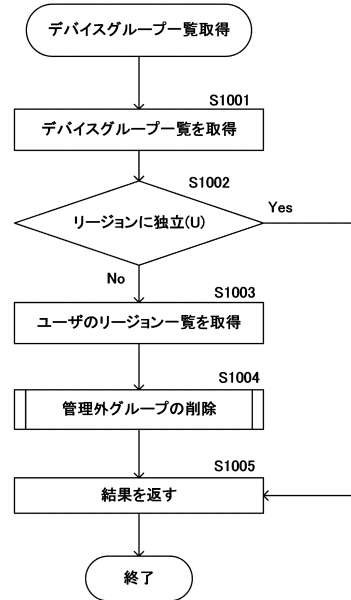 デバイスグループ一覧取得
S1001
デバイスグループ一覧を取得
S1002
リージョンに独立(U)
Yes
No
S1003
ユーザのリージョン一覧を取得
S1004
管理外グループの削除
S1005
結果を返す
終了